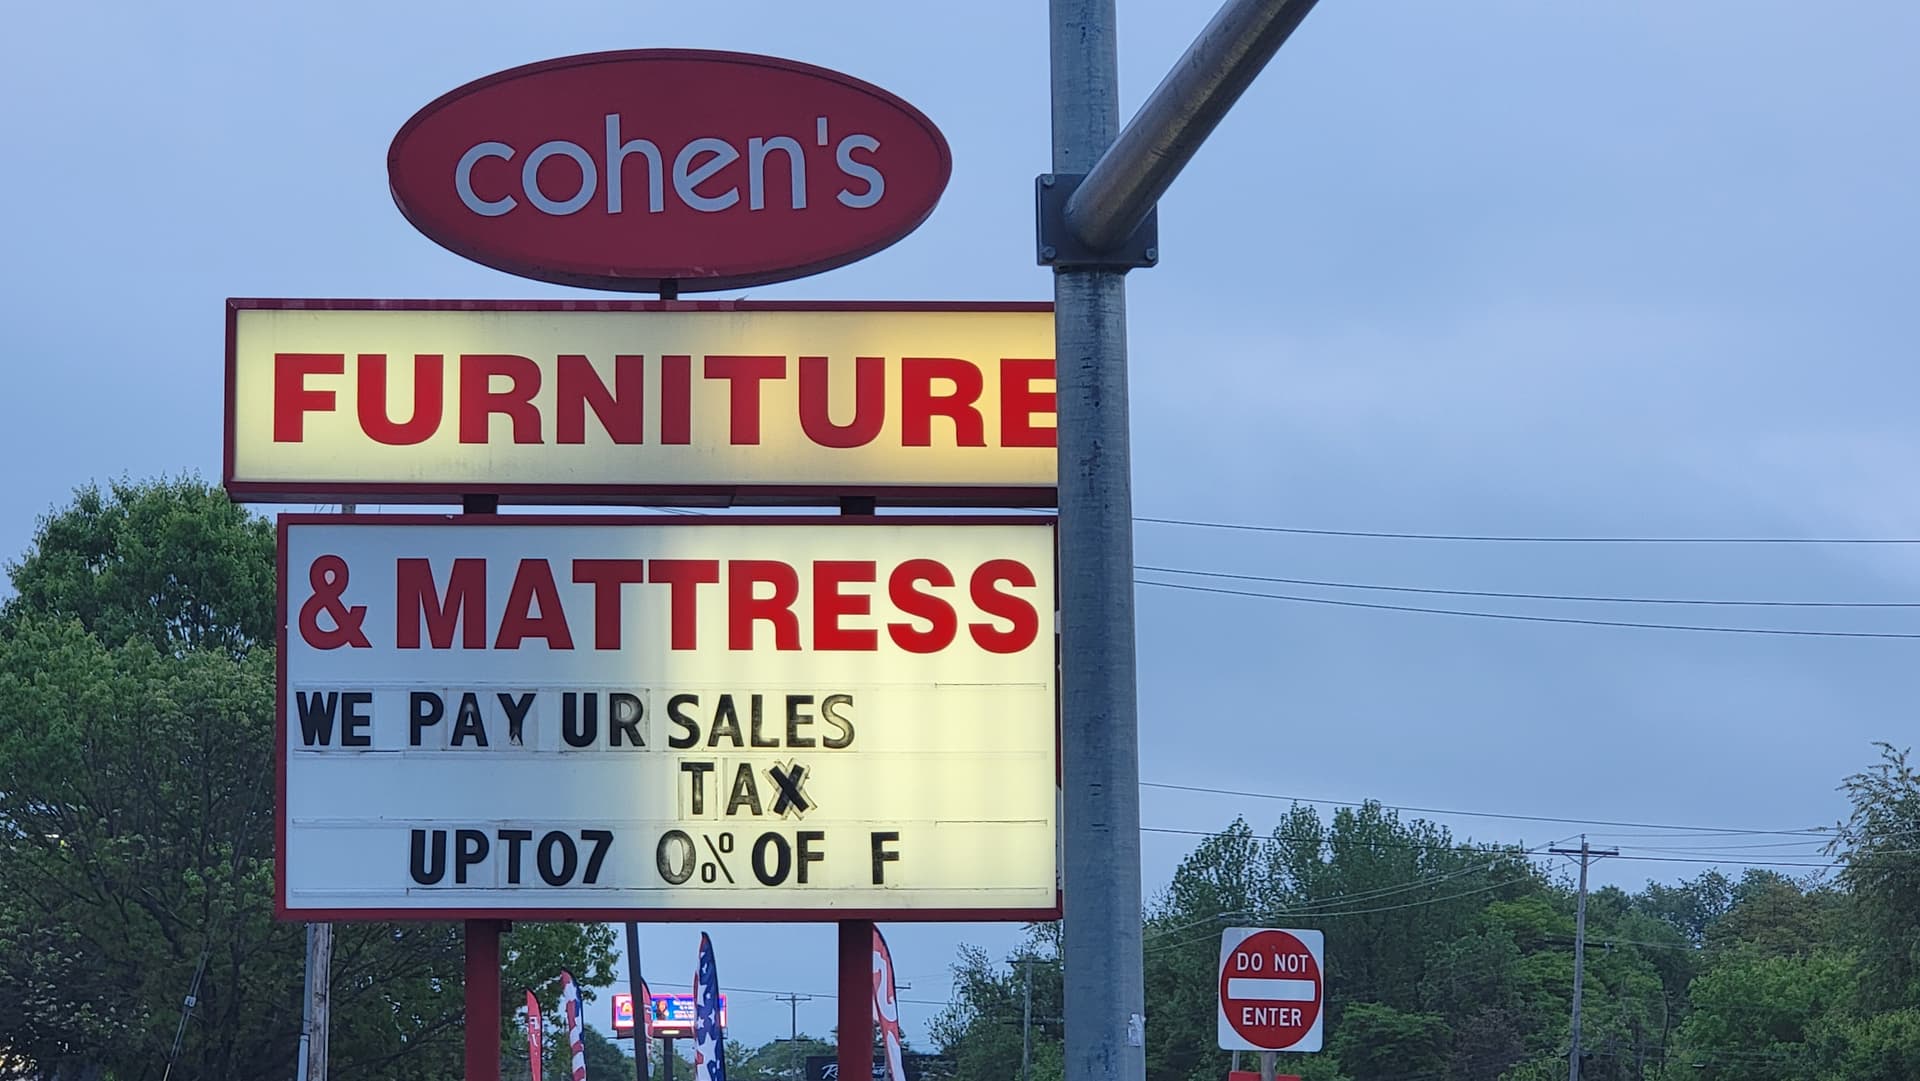 cohen's
FURNITURE
& MATTRESS
WE PAY UR SALES
TAX
UPTO7 0% OF F
DO NOT
ENTER